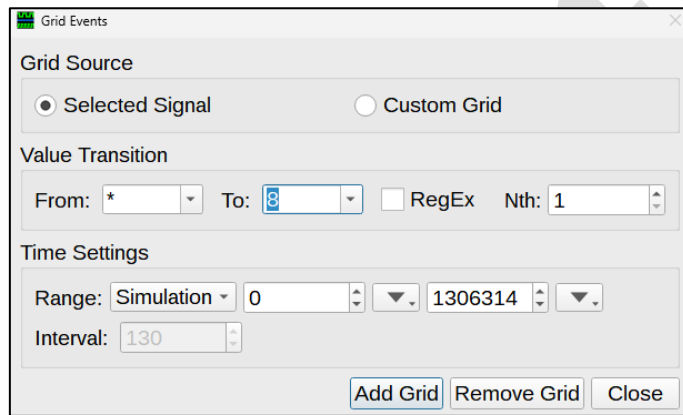 Grid Events
Grid Source
Selected Signal Custom Grid
Value Transition
From: * To: 8 RegEx Nth: 1
Time Settings
Range: Simulation 0 1306314
Interval: 130
Add Grid Remove Grid Close